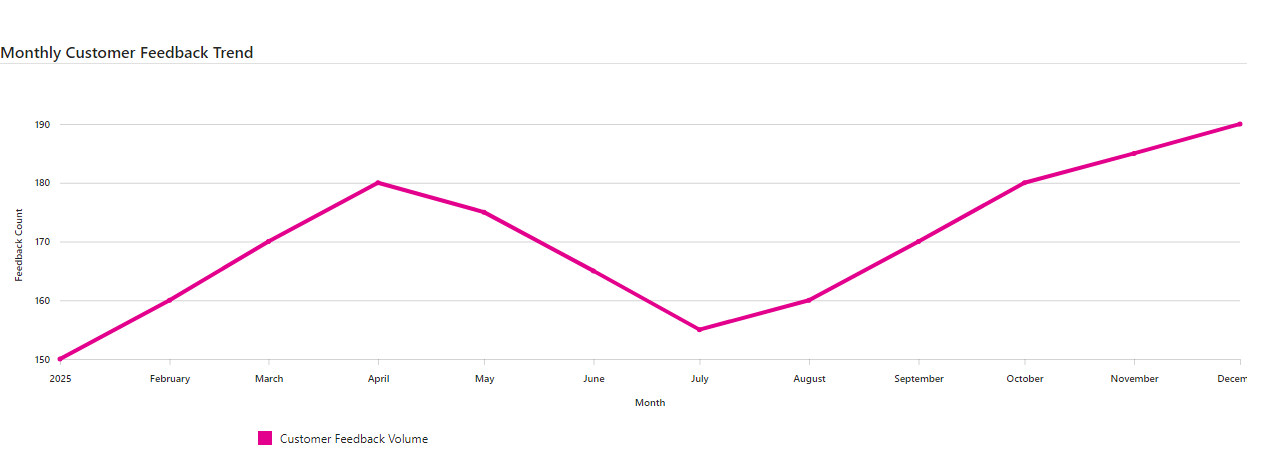 Monthly Customer Feedback Trend
190
180
170
160
150
Feedback Count
2025 February March April May June July August September October November Decem
Month
Customer Feedback Volume